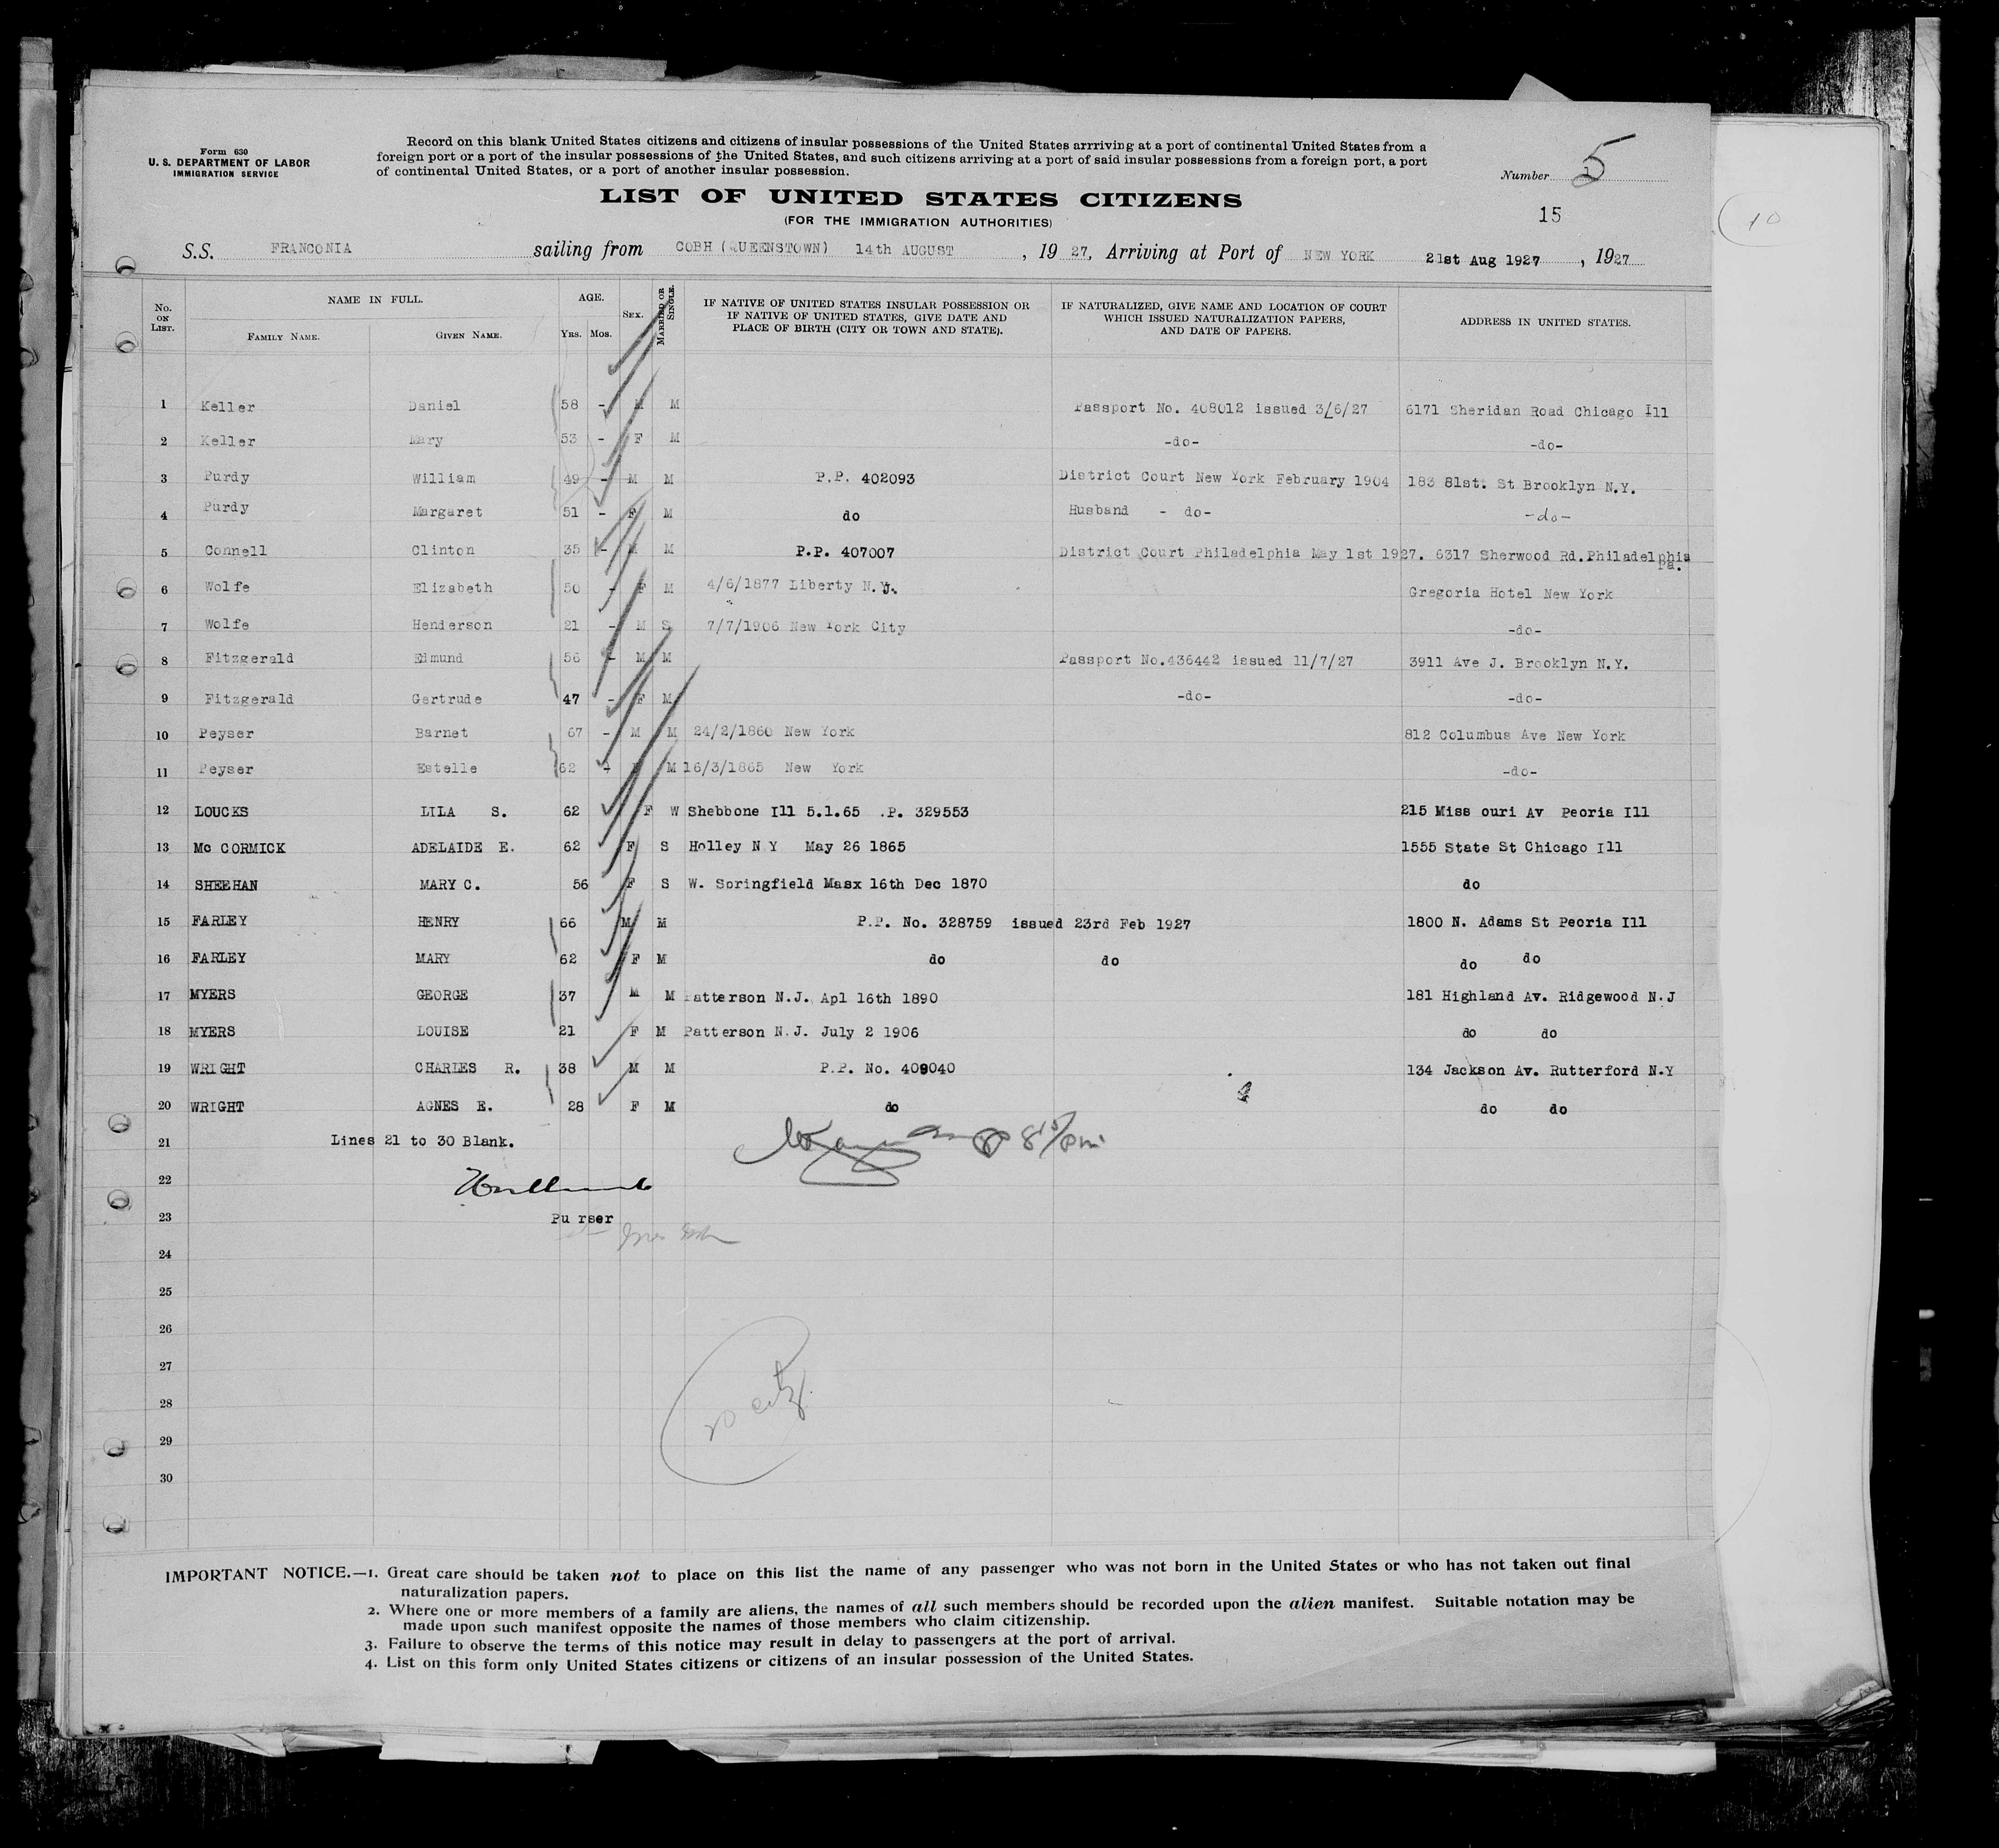 Form 630
U. S. DEPARTMENT OF LABOR
IMMIGRATION SERVICE
Record on this blank United States citizens and citizens of insular possessions of the United States arrriving at a port of continental United States from a
foreign port or a port of the insular possessions of the United States, and such citizens arriving at a port of said insular possessions from a foreign port, a port
of continental United States, or a port of another insular possession.
Number 5
LIST OF UNITED STATES CITIZENS
(FOR THE IMMIGRATION AUTHORITIES)
15
10
S.S. FRANCONIA sailing from COBH (QUEENSTOWN) 14th AUGUST, 1927, Arriving at Port of NEW YORK 21st Aug 1927, 1927
No. ON LIST. NAME IN FULL. FAMILY NAME. GIVEN NAME. AGE. YRS. MOS. SEX. MARRIED OR SINGLE. IF NATIVE OF UNITED STATES INSULAR POSSESSION OR IF NATIVE OF UNITED STATES, GIVE DATE AND PLACE OF BIRTH (CITY OR TOWN AND STATE). IF NATURALIZED, GIVE NAME AND LOCATION OF COURT WHICH ISSUED NATURALIZATION PAPERS, AND DATE OF PAPERS. ADDRESS IN UNITED STATES.
1 Keller Daniel 58 - M M Passport No. 408012 issued 3/6/27 6171 Sheridan Road Chicago Ill
2 Keller Mary 53 - F M -do- -do-
3 Purdy William 49 - M M P.P. 402093 District Court New York February 1904 183 81st. St Brooklyn N.Y.
4 Purdy Margaret 51 - F M do Husband - do- -do-
5 Connell Clinton 35 - M M P.P. 407007 District Court Philadelphia May 1st 1927. 6317 Sherwood Rd.Philadelphia Pa.
6 Wolfe Elizabeth 50 - F M 4/6/1877 Liberty N.Y. Gregoria Hotel New York
7 Wolfe Henderson 21 - M S 7/7/1906 New York City -do-
8 Fitzgerald Edmund 56 - M M Passport No.436442 issued 11/7/27 3911 Ave J. Brooklyn N.Y.
9 Fitzgerald Gertrude 47 - F M -do- -do-
10 Peyser Barnet 67 - M M 24/2/1860 New York 812 Columbus Ave New York
11 Peyser Estelle 62 - F M 16/3/1865 New York -do-
12 LOUCKS LILA S. 62 F W Shebbone Ill 5.1.65 .P. 329553 215 Miss ouri Av Peoria Ill
13 Mc CORMICK ADELAIDE E. 62 F S Holley N Y May 26 1865 1555 State St Chicago Ill
14 SHEEHAN MARY C. 56 F S W. Soringfield Masx 16th Dec 1870 do
15 FARLEY HENRY 66 M M P.P. No. 328759 issued 23rd Feb 1927 1800 N. Adams St Peoria Ill
16 FARLEY MARY 62 F M do do do do
17 MYERS GEORGE 37 M M Patterson N.J. Apl 16th 1890 181 Highland Av. Ridgewood N.J
18 MYERS LOUISE 21 F M Patterson N.J. July 2 1906 do do
19 WRIGHT CHARLES R. 38 M M P.P. No. 409040 134 Jackson Av. Rutterford N.Y
20 WRIGHT AGNES E. 28 F M do do do
21 Lines 21 to 30 Blank.
22
23 Pu rser
24
25
26
27
28
29
30
IMPORTANT NOTICE.—1. Great care should be taken not to place on this list the name of any passenger who was not born in the United States or who has not taken out final
naturalization papers.
2. Where one or more members of a family are aliens, the names of all such members should be recorded upon the alien manifest. Suitable notation may be
made upon such manifest opposite the names of those members who claim citizenship.
3. Failure to observe the terms of this notice may result in delay to passengers at the port of arrival.
4. List on this form only United States citizens or citizens of an insular possession of the United States.